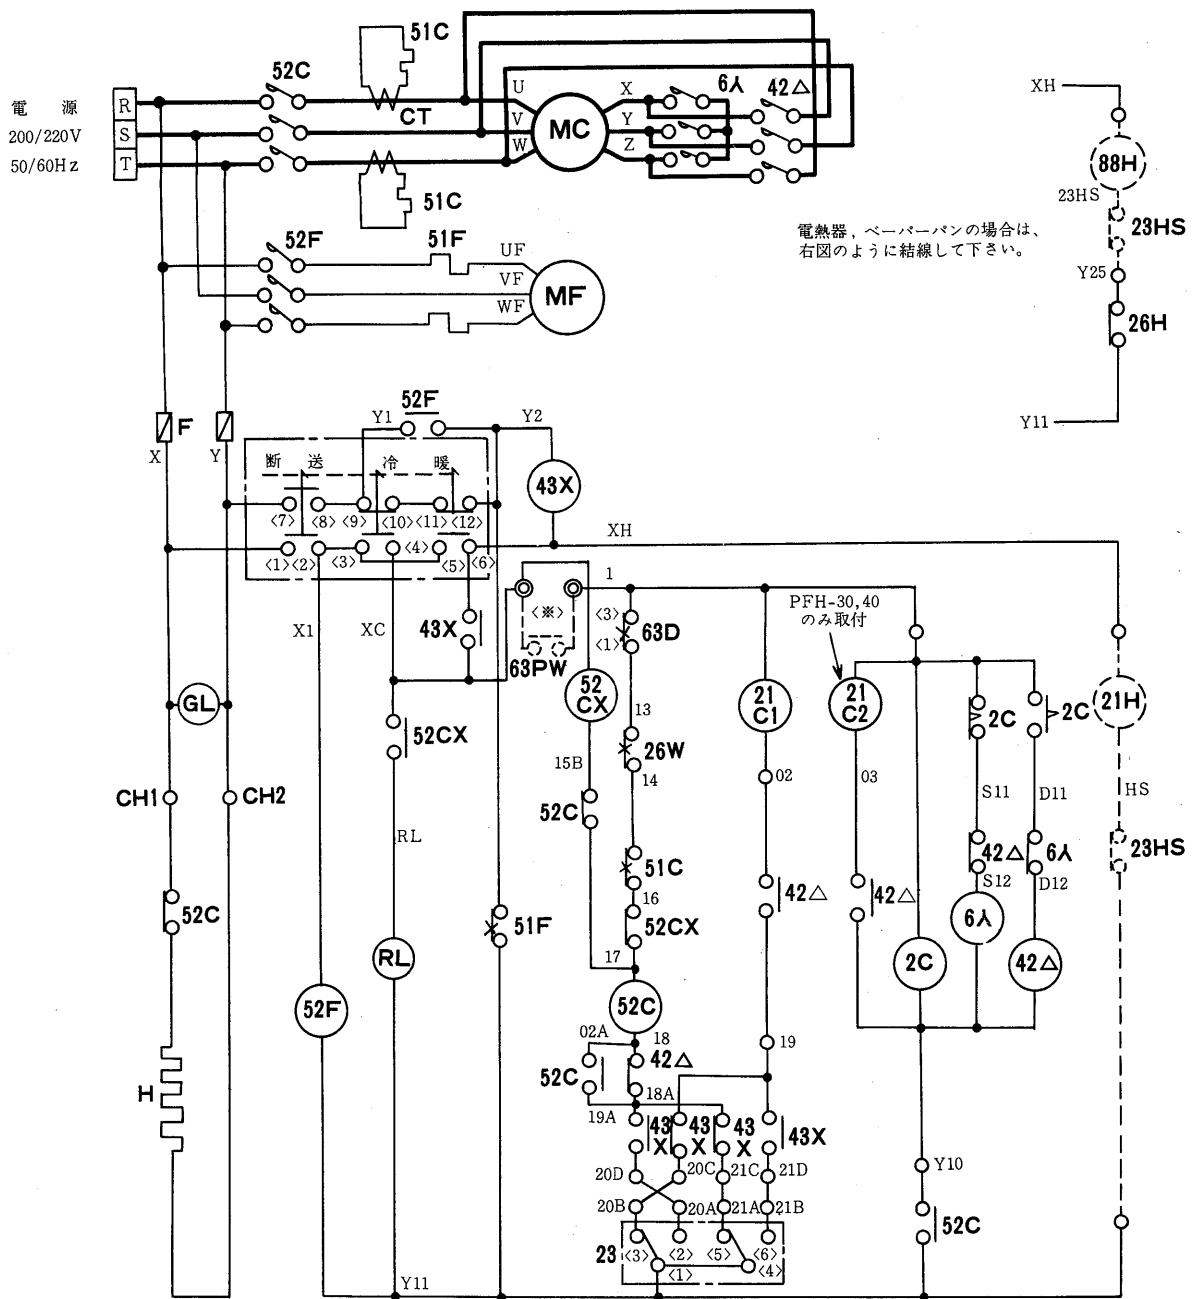 51C
52C
電 源
200/220V
50/60Hz
R
S
T
CT
U
V
W
MC
X
Y
Z
6人
42△
51C
XH
88H
23HS
23HS
Y25
26H
Y11
電熱器，ペーパーパンの場合は、
右図のように結線して下さい。
52F
51F
UF
VF
WF
MF
F
X
Y
Y1
52F
Y2
断 送 冷 暖
43X
<7> <8> <9> <10> <11> <12>
<1> <2> <3> <4> <5> <6>
XH
X1
XC
43X
<※>
63PW
1
<3>
<1>
63D
PFH-30,40
のみ取付
GL
52CX
52
CX
21
C1
21
C2
2C
2C
21H
13
26W
14
15B
52C
02
03
S11
D11
HS
CH1
CH2
RL
51C
16
52CX
17
42△
42△
42△
6人
23HS
S12
D12
52C
51F
RL
6人
2C
42△
52F
52C
02A
18
42△
52C
18A
19
H
19A
43
X
43
X
43
X
43X
20D
20C
21C
21D
20B
20A
21A
21B
Y10
52C
23
<3>
<2>
<5>
<6>
<1>
<4>
Y11